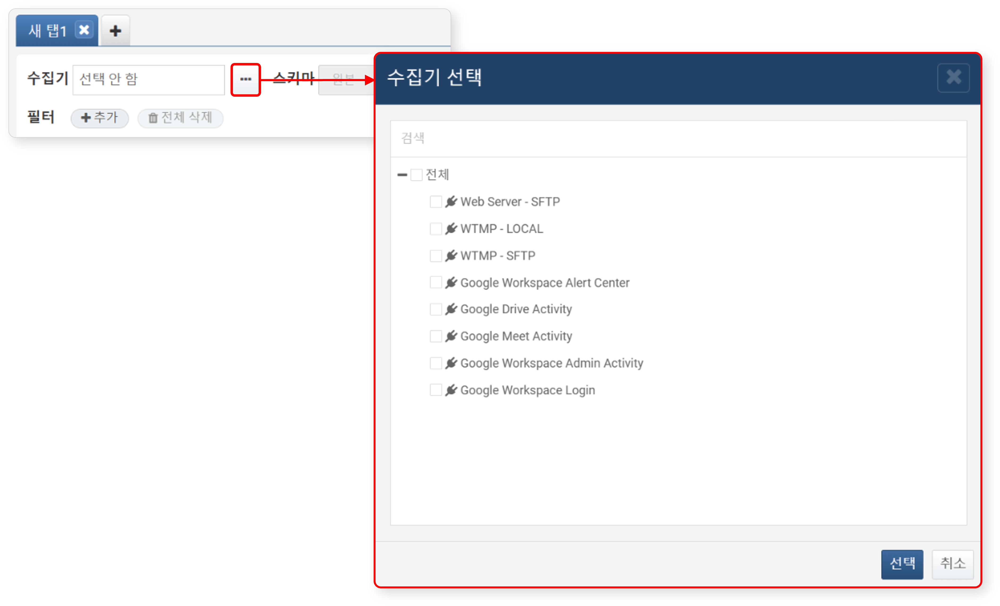 새 탭1
수집기 선택 안 함 ... 스키마 원본
필터 추가 전체 삭제
수집기 선택
검색
전체
Web Server - SFTP
WTMP - LOCAL
WTMP - SFTP
Google Workspace Alert Center
Google Drive Activity
Google Meet Activity
Google Workspace Admin Activity
Google Workspace Login
선택 취소